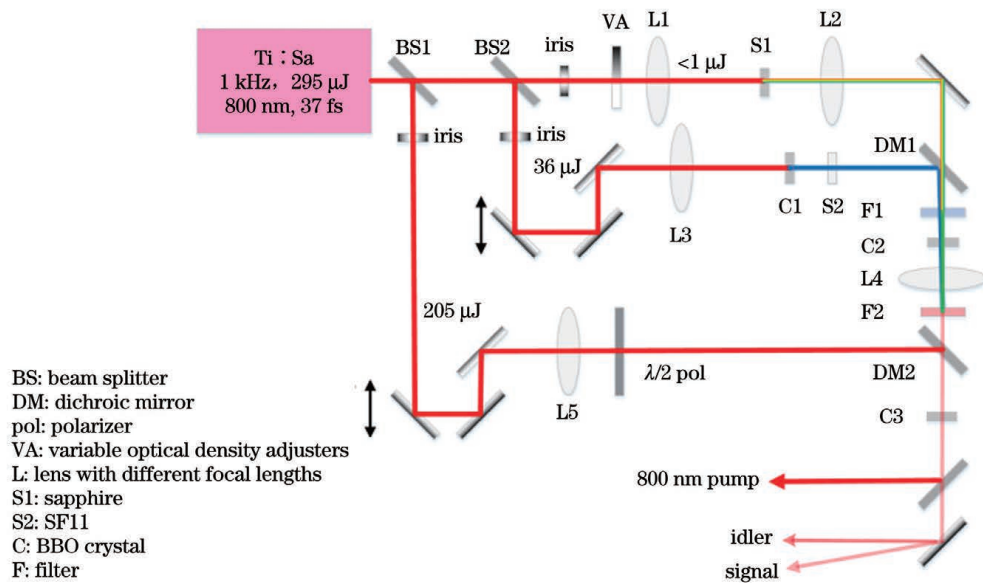 Ti：Sa
1 kHz，295 μJ
800 nm, 37 fs
BS1
BS2
iris
VA
L1
<1 μJ
S1
L2
iris
iris
36 μJ
L3
C1
S2
DM1
F1
C2
L4
F2
205 μJ
L5
λ/2 pol
DM2
C3
800 nm pump
idler
signal
BS: beam splitter
DM: dichroic mirror
pol: polarizer
VA: variable optical density adjusters
L: lens with different focal lengths
S1: sapphire
S2: SF11
C: BBO crystal
F: filter